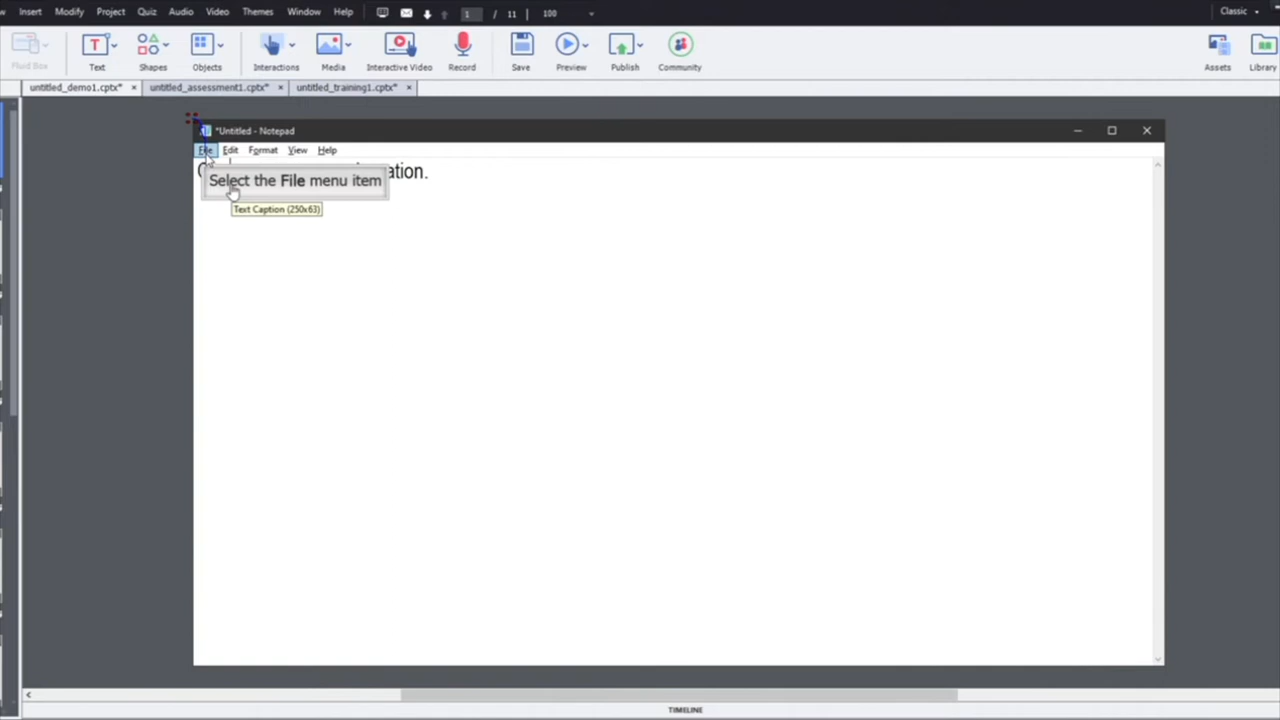 Insert Modify Project Quiz Audio Video Themes Window Help 1 / 11 100 Classic
Fluid Box Text Shapes Objects Interactions Media Interactive Video Record Save Preview Publish Community Assets Library
untitled_demo1.cptx* untitled_assessment1.cptx* untitled_training1.cptx*
*Untitled - Notepad
File Edit Format View Help
Select the File menu item
Text Caption (250x63)
TIMELINE